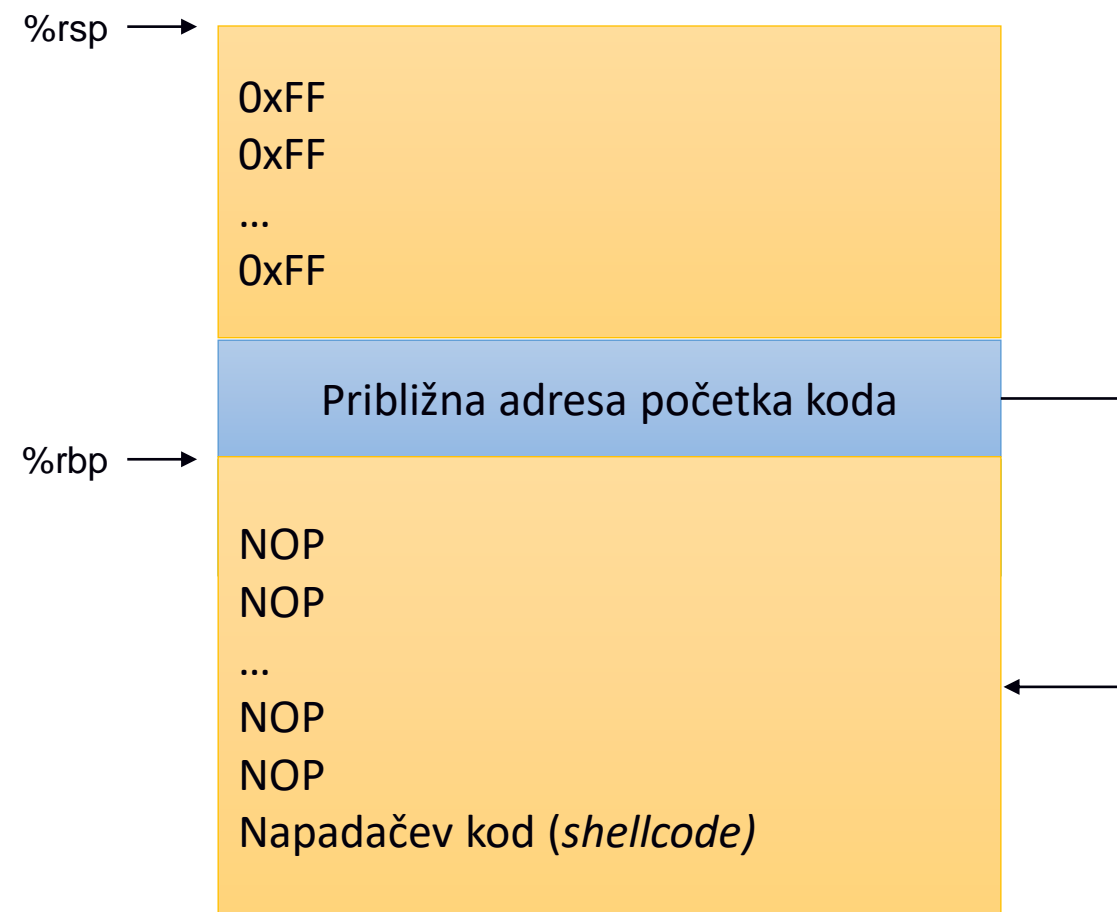 %rsp
0xFF
0xFF
…
0xFF
Približna adresa početka koda
%rbp
NOP
NOP
…
NOP
NOP
Napadačev kod (shellcode)